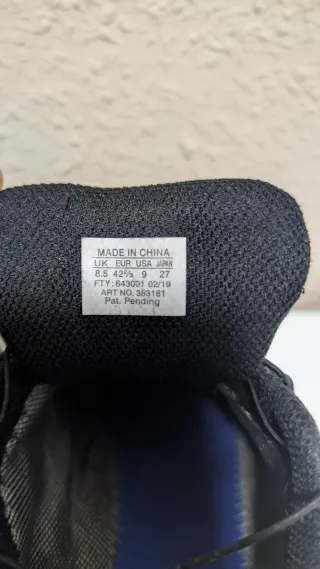 MADE IN CHINA
UK EUR USA JAPAN
8.5 42⅔ 9 27
FTY: 643001 02/19
ART NO. 383181
Pat. Pending